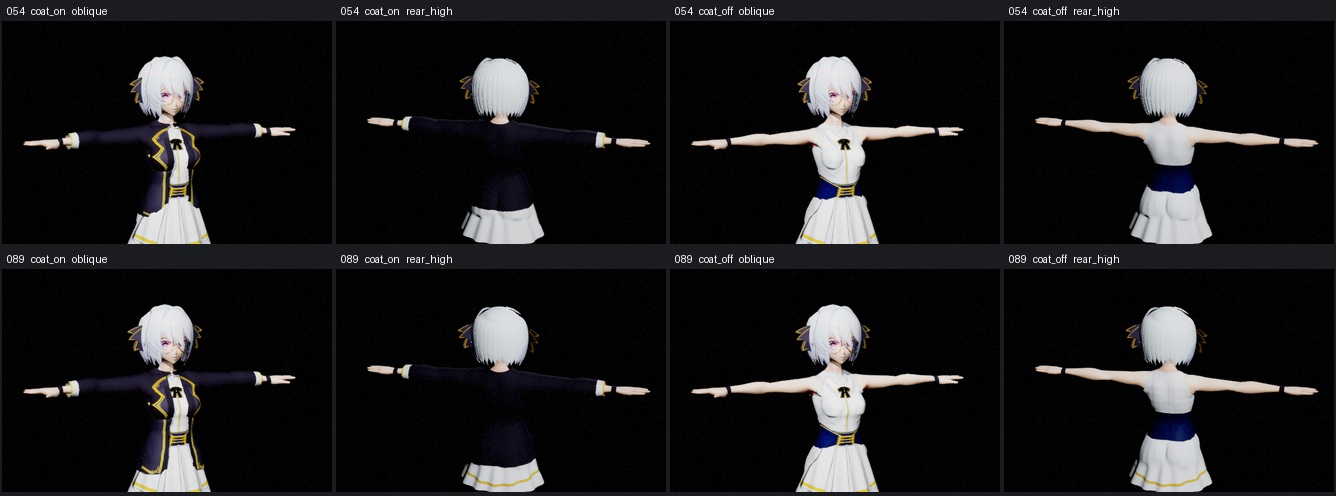 054 coat_on oblique
054 coat_on rear_high
054 coat_off oblique
054 coat_off rear_high
089 coat_on oblique
089 coat_on rear_high
089 coat_off oblique
089 coat_off rear_high